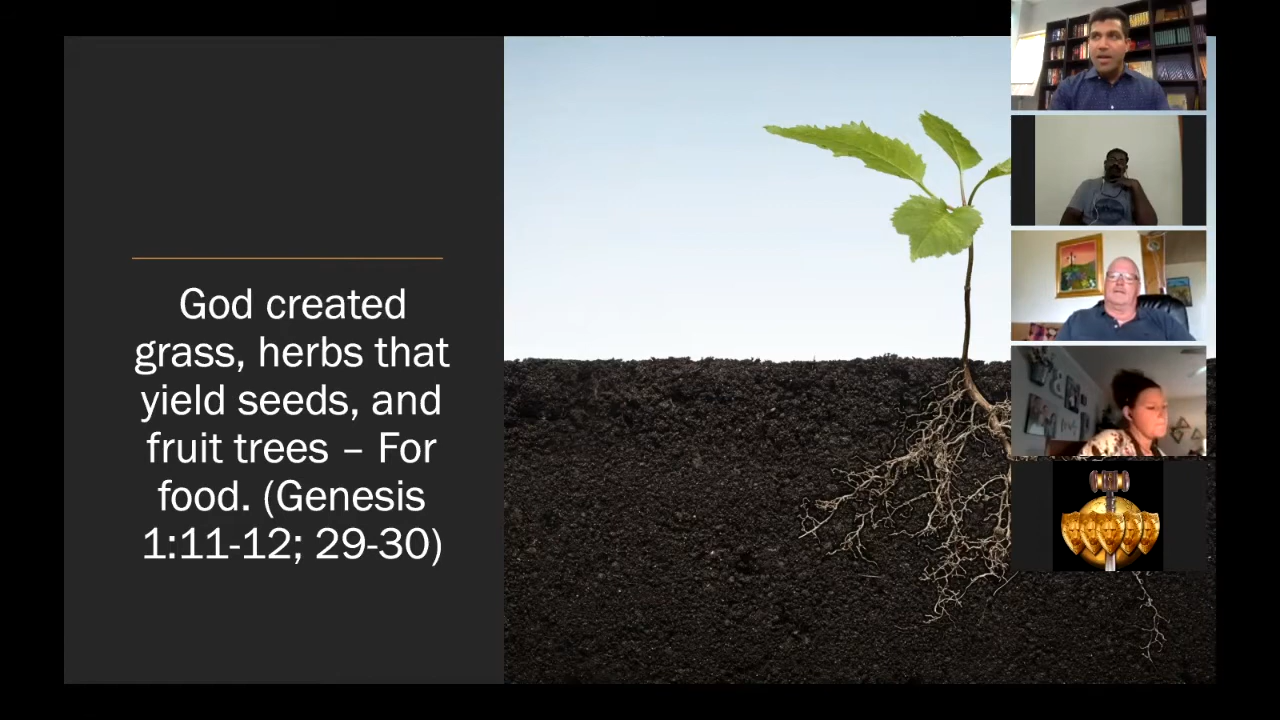 God created
grass, herbs that
yield seeds, and
fruit trees – For
food. (Genesis
1:11-12; 29-30)